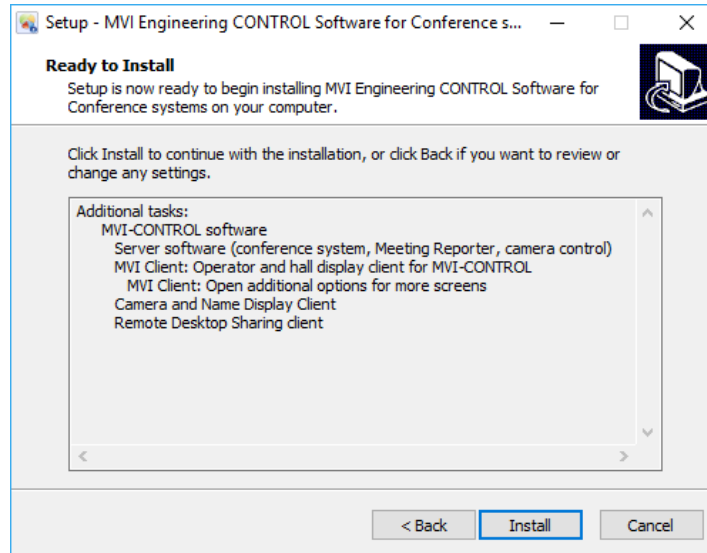 Setup - MVI Engineering CONTROL Software for Conference s...
Ready to Install
Setup is now ready to begin installing MVI Engineering CONTROL Software for
Conference systems on your computer.
Click Install to continue with the installation, or click Back if you want to review or
change any settings.
Additional tasks:
MVI-CONTROL software
Server software (conference system, Meeting Reporter, camera control)
MVI Client: Operator and hall display client for MVI-CONTROL
MVI Client: Open additional options for more screens
Camera and Name Display Client
Remote Desktop Sharing client
< Back Install Cancel